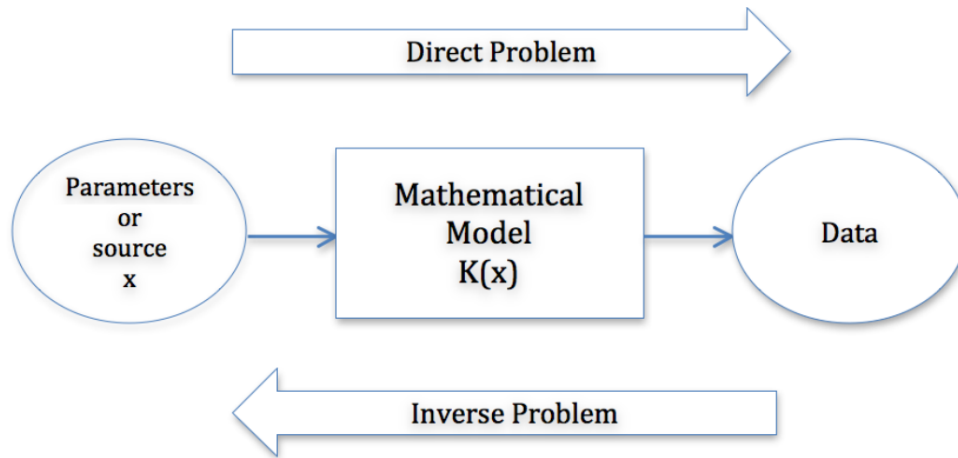 Direct Problem
Parameters
or
source
x
Mathematical
Model
K(x)
Data
Inverse Problem